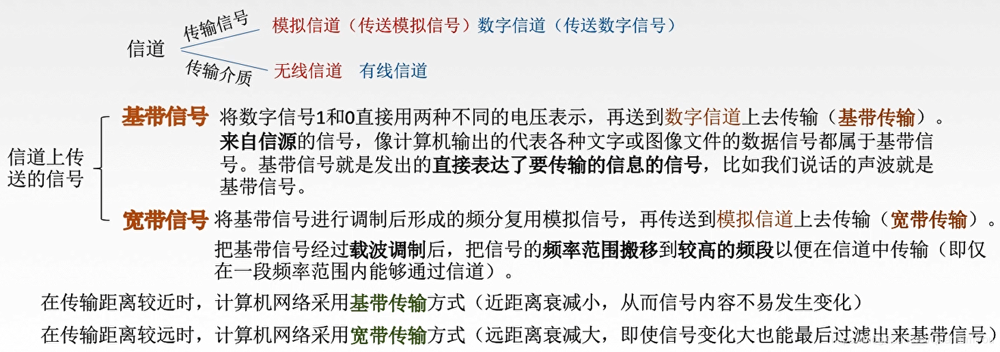 传输信号
模拟信道（传送模拟信号）数字信道（传送数字信号）
信道
传输介质
无线信道 有线信道
基带信号 将数字信号1和0直接用两种不同的电压表示，再送到数字信道上去传输（基带传输）。
来自信源的信号，像计算机输出的代表各种文字或图像文件的数据信号都属于基带信
号。基带信号就是发出的直接表达了要传输的信息的信号，比如我们说话的声波就是
基带信号。
信道上传
送的信号
宽带信号 将基带信号进行调制后形成的频分复用模拟信号，再传送到模拟信道上去传输（宽带传输）。
把基带信号经过载波调制后，把信号的频率范围搬移到较高的频段以便在信道中传输（即仅
在一段频率范围内能够通过信道）。
在传输距离较近时，计算机网络采用基带传输方式（近距离衰减小，从而信号内容不易发生变化）
在传输距离较远时，计算机网络采用宽带传输方式（远距离衰减大，即使信号变化大也能最后过滤出来基带信号）